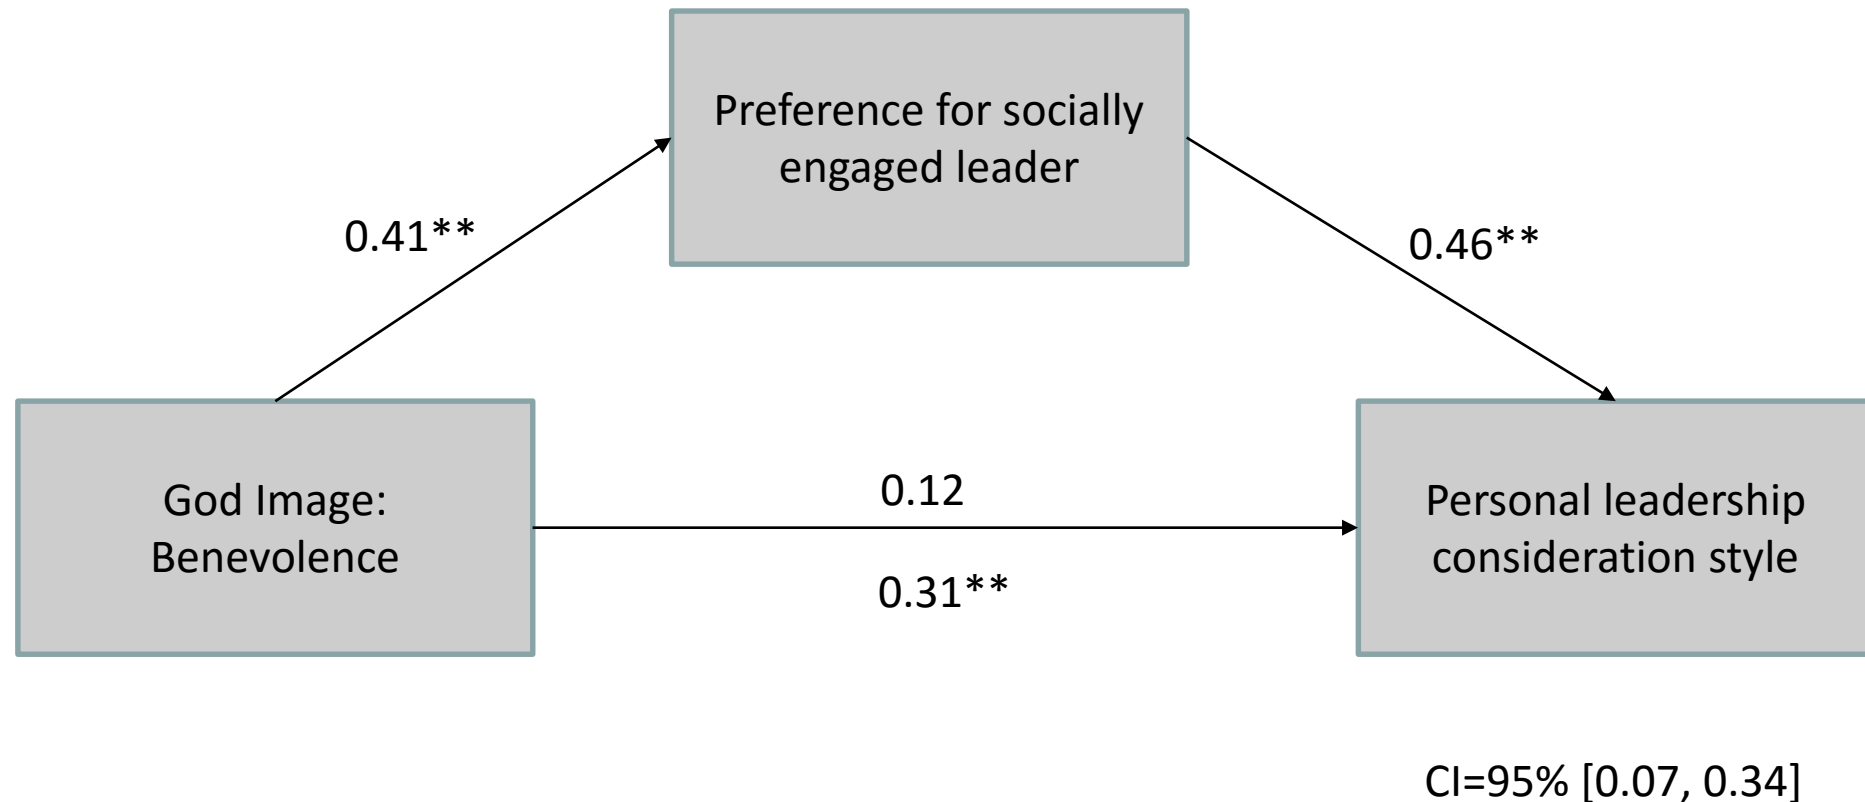 Preference for socially
engaged leader
0.41**
0.46**
God Image:
Benevolence
0.12
0.31**
Personal leadership
consideration style
CI=95% [0.07, 0.34]